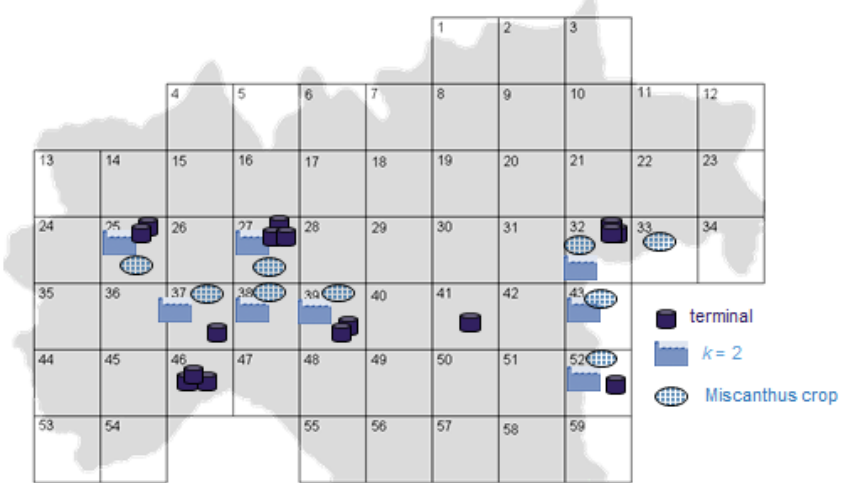 1 2 3
4 5 6 7 8 9 10 11 12
13 14 15 16 17 18 19 20 21 22 23
24 25 26 27 28 29 30 31 32 33 34
35 36 37 38 39 40 41 42 43
44 45 46 47 48 49 50 51 52
53 54 55 56 57 58 59
terminal
k = 2
Miscanthus crop